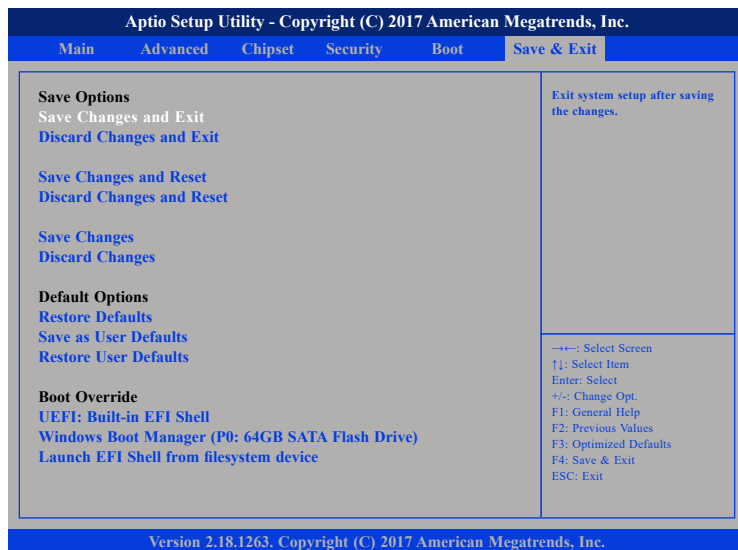 Aptio Setup Utility - Copyright (C) 2017 American Megatrends, Inc.
Main Advanced Chipset Security Boot Save & Exit
Save Options
Save Changes and Exit
Discard Changes and Exit
Save Changes and Reset
Discard Changes and Reset
Save Changes
Discard Changes
Default Options
Restore Defaults
Save as User Defaults
Restore User Defaults
Boot Override
UEFI: Built-in EFI Shell
Windows Boot Manager (P0: 64GB SATA Flash Drive)
Launch EFI Shell from filesystem device
Exit system setup after saving
the changes.
→←: Select Screen
↑↓: Select Item
Enter: Select
+/-: Change Opt.
F1: General Help
F2: Previous Values
F3: Optimized Defaults
F4: Save & Exit
ESC: Exit
Version 2.18.1263. Copyright (C) 2017 American Megatrends, Inc.